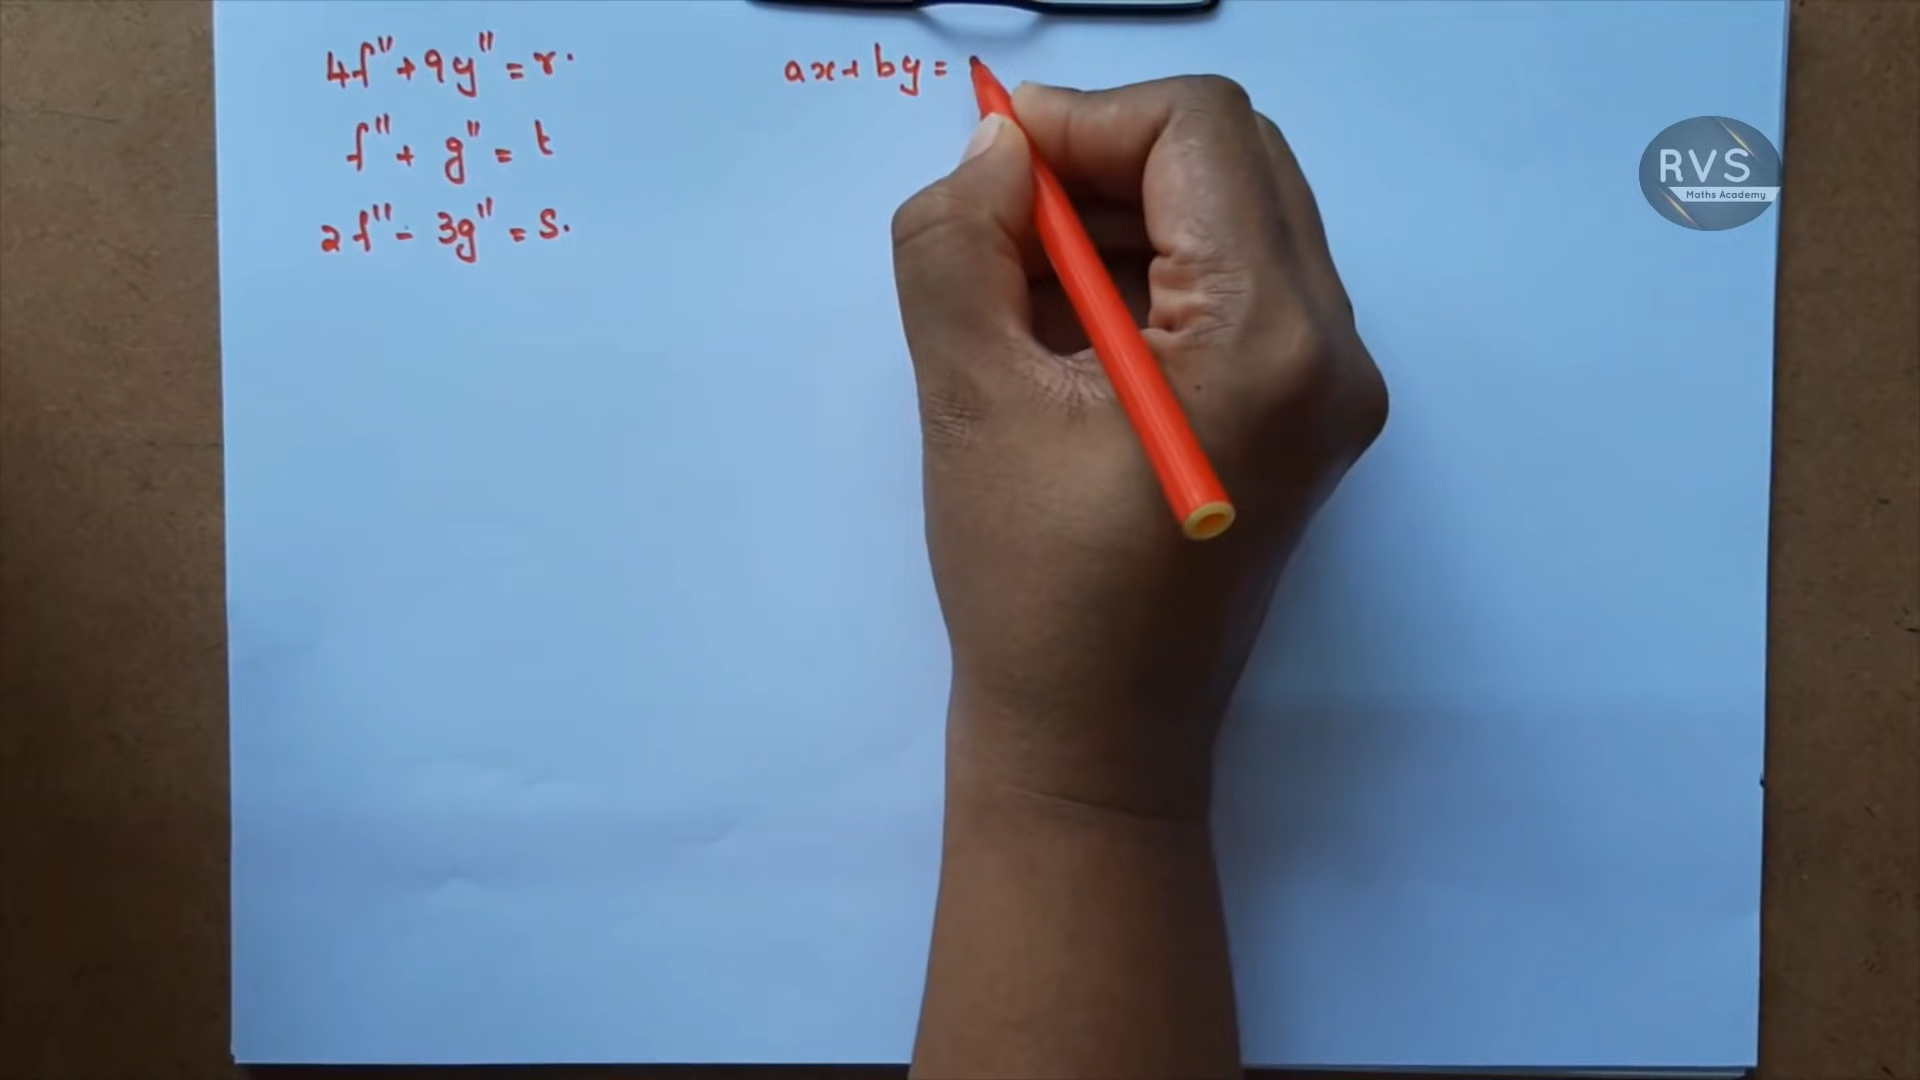 4f" + 9g" = r.
f" + g" = t
2f" - 3g" = s.
ax + by =
RVS
Maths Academy